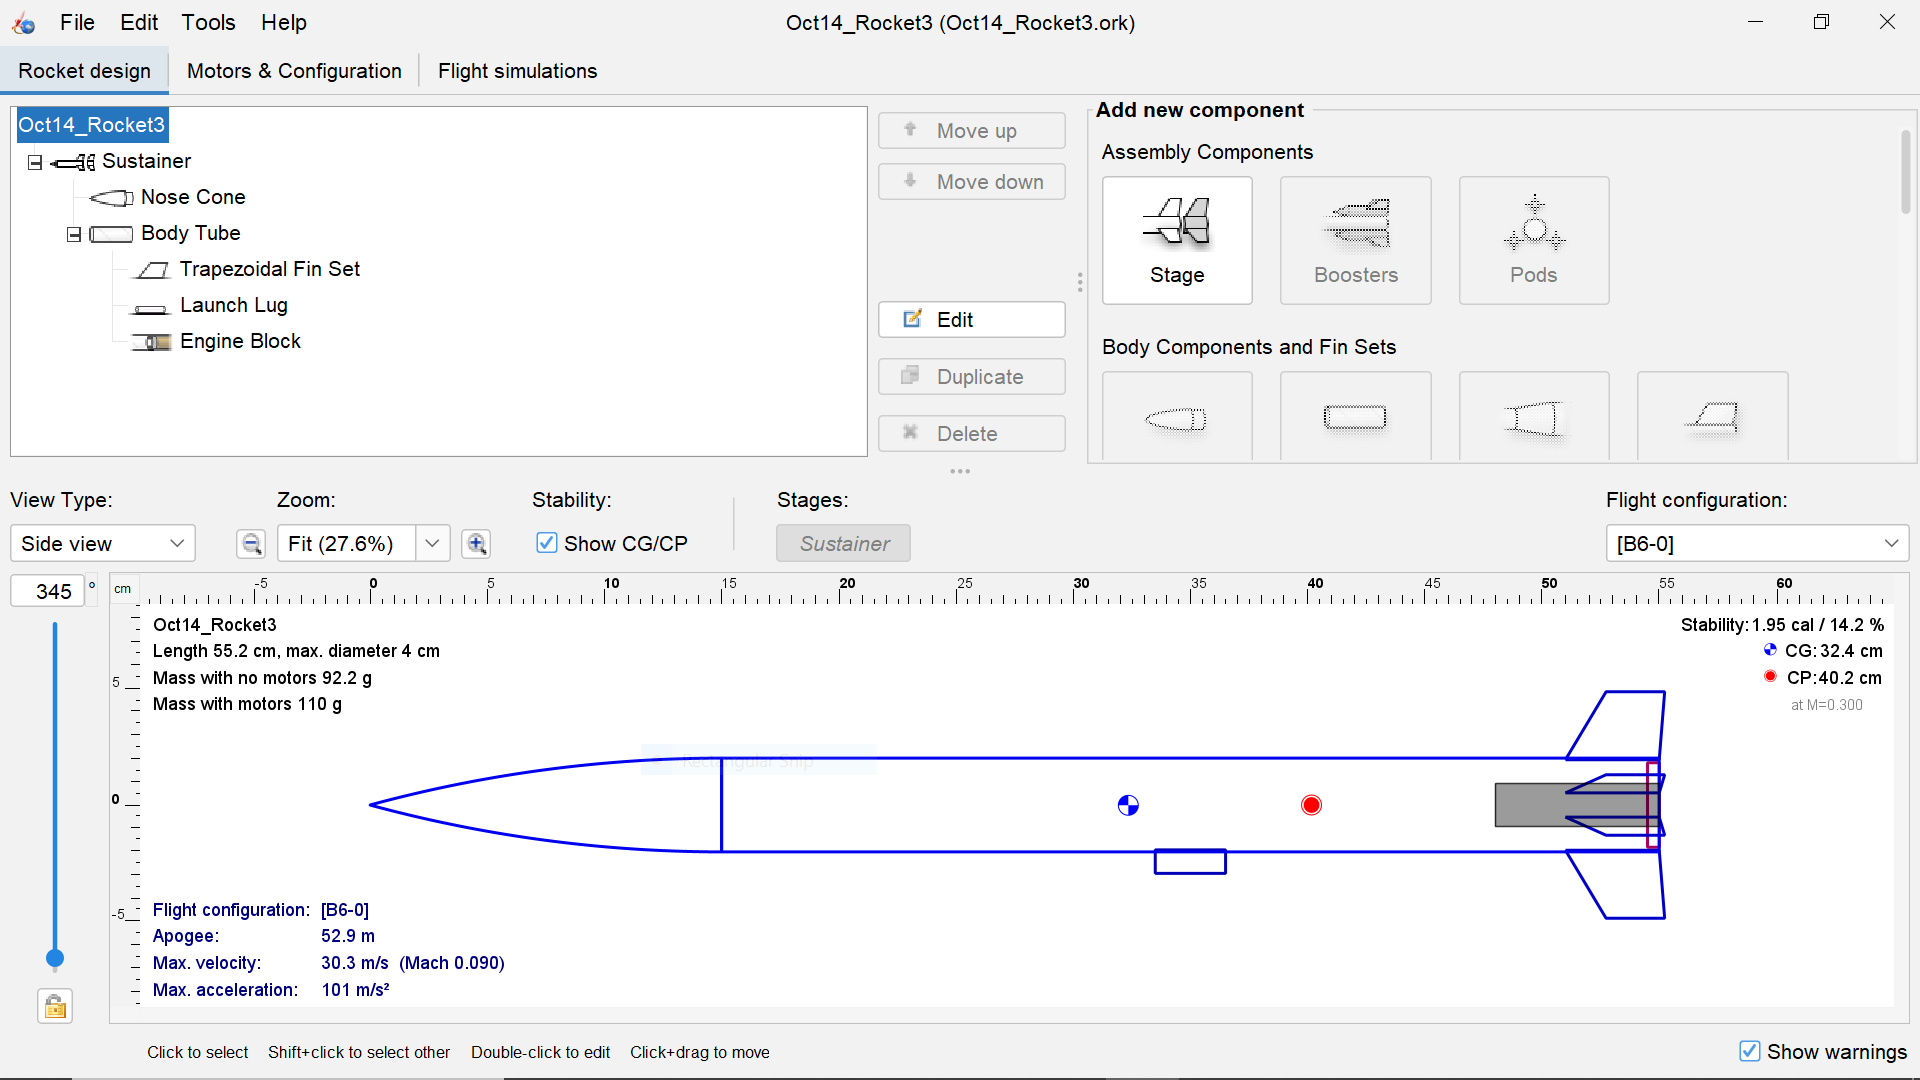 File Edit Tools Help
Oct14_Rocket3 (Oct14_Rocket3.ork)
Rocket design
Motors & Configuration
Flight simulations
Oct14_Rocket3
Sustainer
Nose Cone
Body Tube
Trapezoidal Fin Set
Launch Lug
Engine Block
Move up
Move down
Edit
Duplicate
Delete
Add new component
Assembly Components
Stage
Boosters
Pods
Body Components and Fin Sets
View Type:
Side view
Zoom:
Fit (27.6%)
Stability:
Show CG/CP
Stages:
Sustainer
Flight configuration:
[B6-0]
345 °
cm
-5 0 5 10 15 20 25 30 35 40 45 50 55 60
5
0
-5
Oct14_Rocket3
Length 55.2 cm, max. diameter 4 cm
Mass with no motors 92.2 g
Mass with motors 110 g
Stability: 1.95 cal / 14.2 %
CG: 32.4 cm
CP: 40.2 cm
at M=0.300
Rectangular Snip
Flight configuration: [B6-0]
Apogee: 52.9 m
Max. velocity: 30.3 m/s (Mach 0.090)
Max. acceleration: 101 m/s²
Click to select Shift+click to select other Double-click to edit Click+drag to move
Show warnings